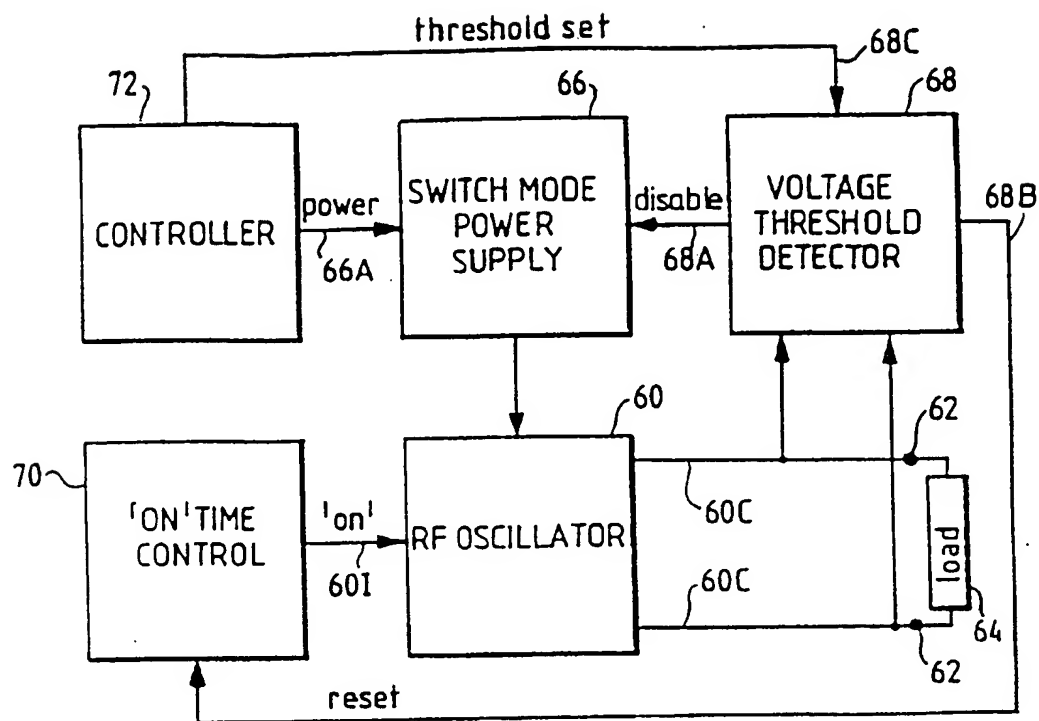 threshold set
68C
72
66
68
CONTROLLER
power
66A
SWITCH MODE
POWER
SUPPLY
disable
68A
VOLTAGE
THRESHOLD
DETECTOR
68B
60
62
70
'ON' TIME
CONTROL
'on'
60I
RF OSCILLATOR
60C
60C
load
64
62
reset